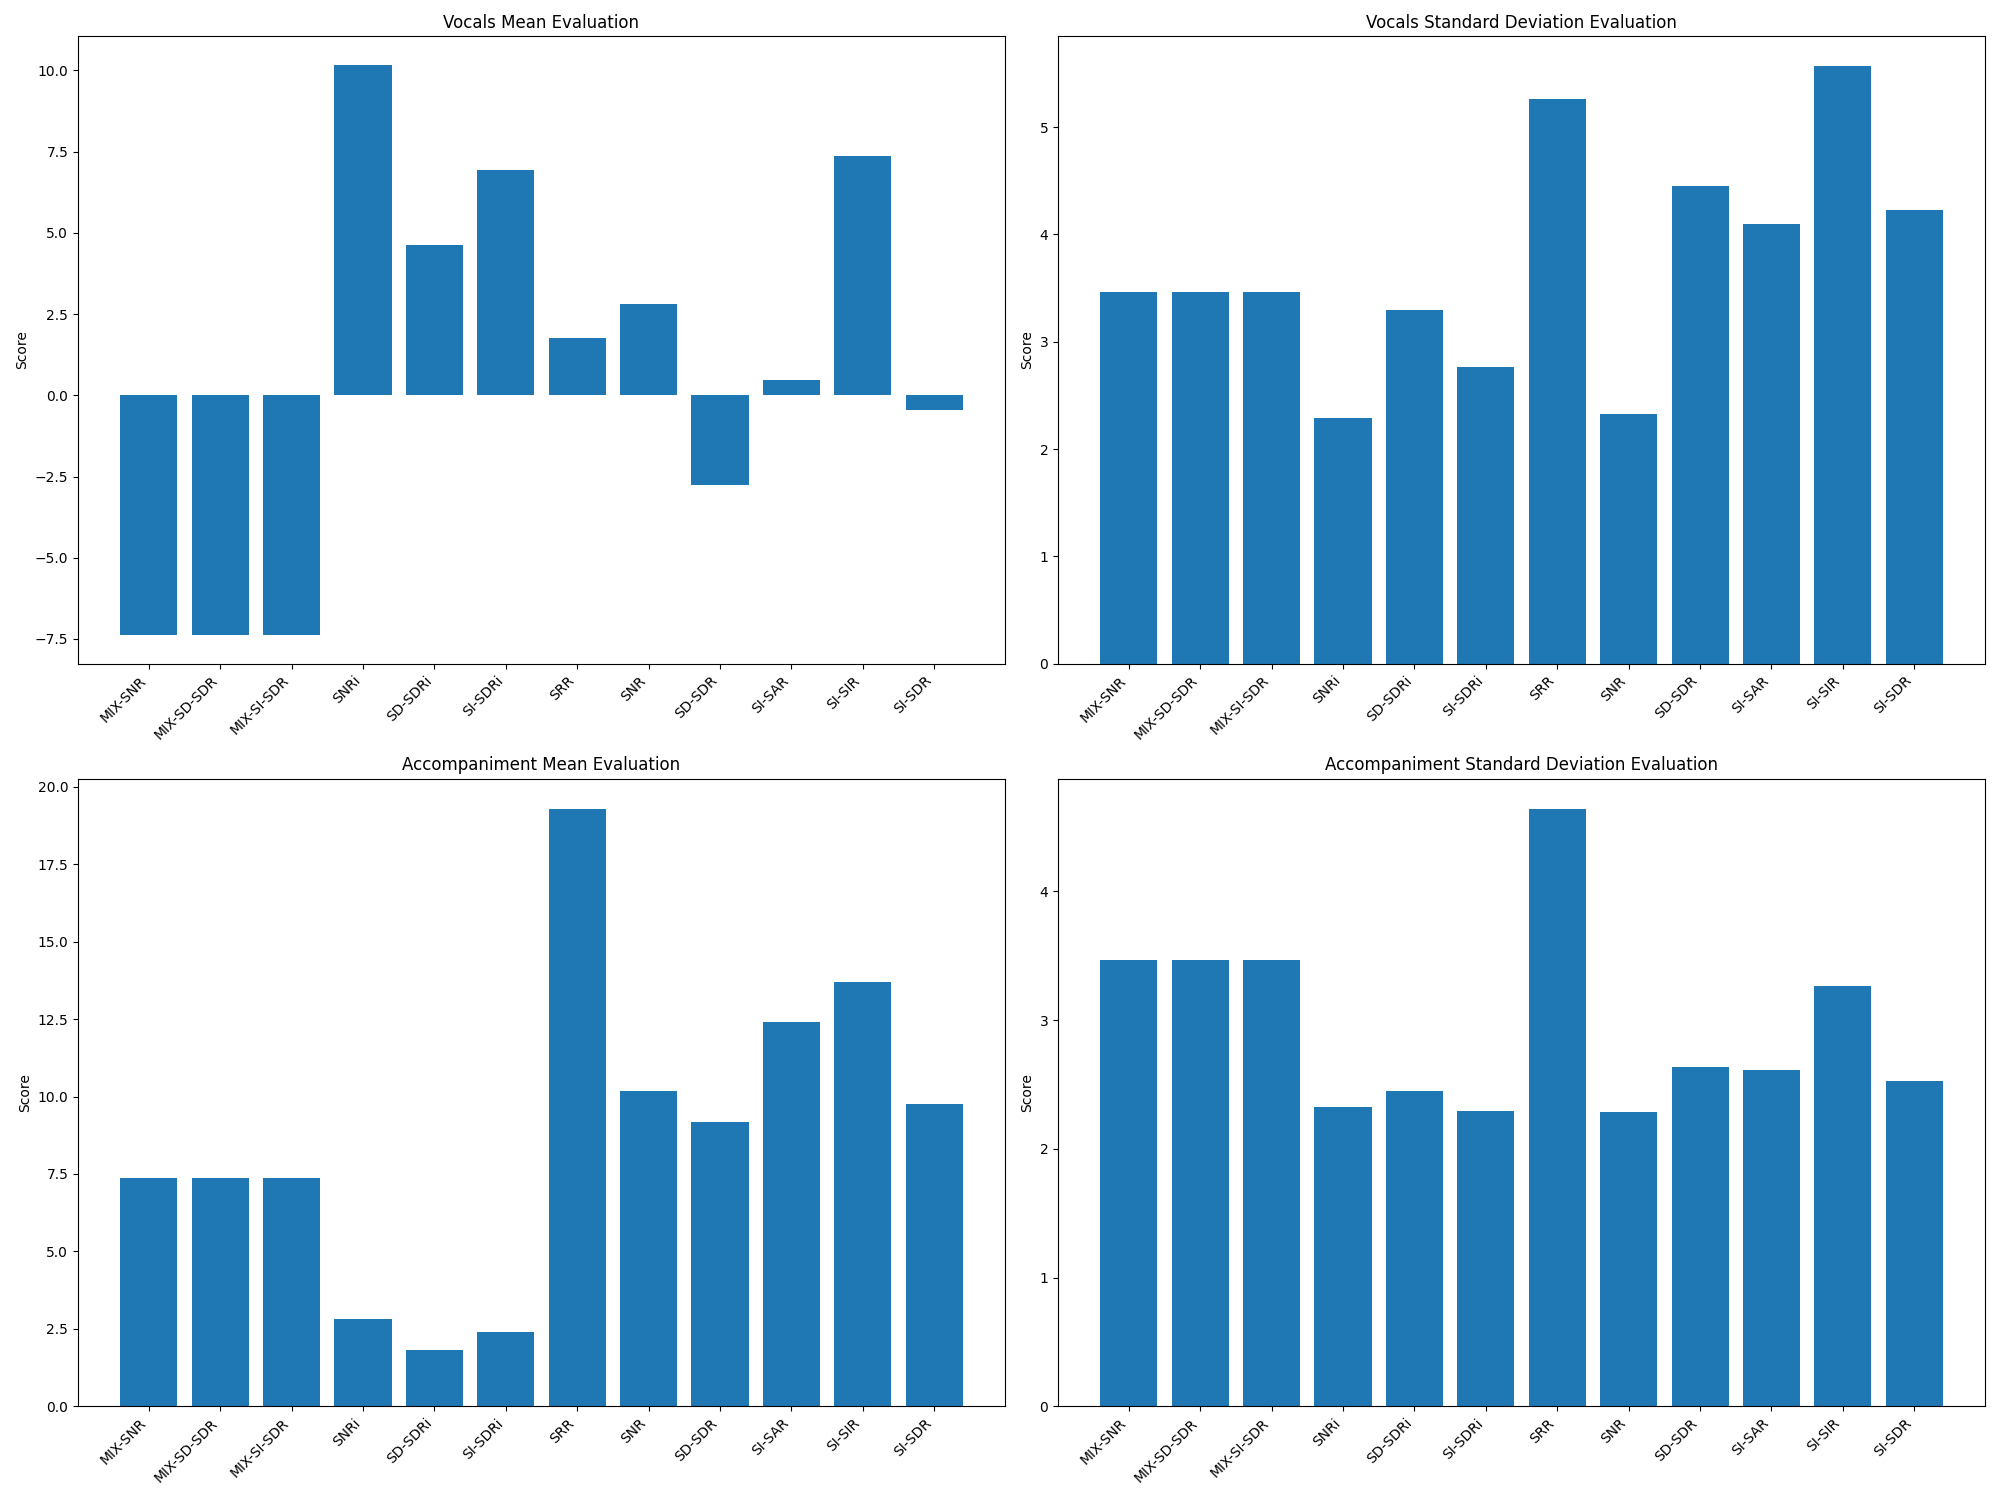 Vocals Mean Evaluation
Score
10.0
7.5
5.0
2.5
0.0
−2.5
−5.0
−7.5
MIX-SNR
MIX-SD-SDR
MIX-SI-SDR
SNRi
SD-SDRi
SI-SDRi
SRR
SNR
SD-SDR
SI-SAR
SI-SIR
SI-SDR
Vocals Standard Deviation Evaluation
Score
5
4
3
2
1
0
MIX-SNR
MIX-SD-SDR
MIX-SI-SDR
SNRi
SD-SDRi
SI-SDRi
SRR
SNR
SD-SDR
SI-SAR
SI-SIR
SI-SDR
Accompaniment Mean Evaluation
Score
20.0
17.5
15.0
12.5
10.0
7.5
5.0
2.5
0.0
MIX-SNR
MIX-SD-SDR
MIX-SI-SDR
SNRi
SD-SDRi
SI-SDRi
SRR
SNR
SD-SDR
SI-SAR
SI-SIR
SI-SDR
Accompaniment Standard Deviation Evaluation
Score
4
3
2
1
0
MIX-SNR
MIX-SD-SDR
MIX-SI-SDR
SNRi
SD-SDRi
SI-SDRi
SRR
SNR
SD-SDR
SI-SAR
SI-SIR
SI-SDR